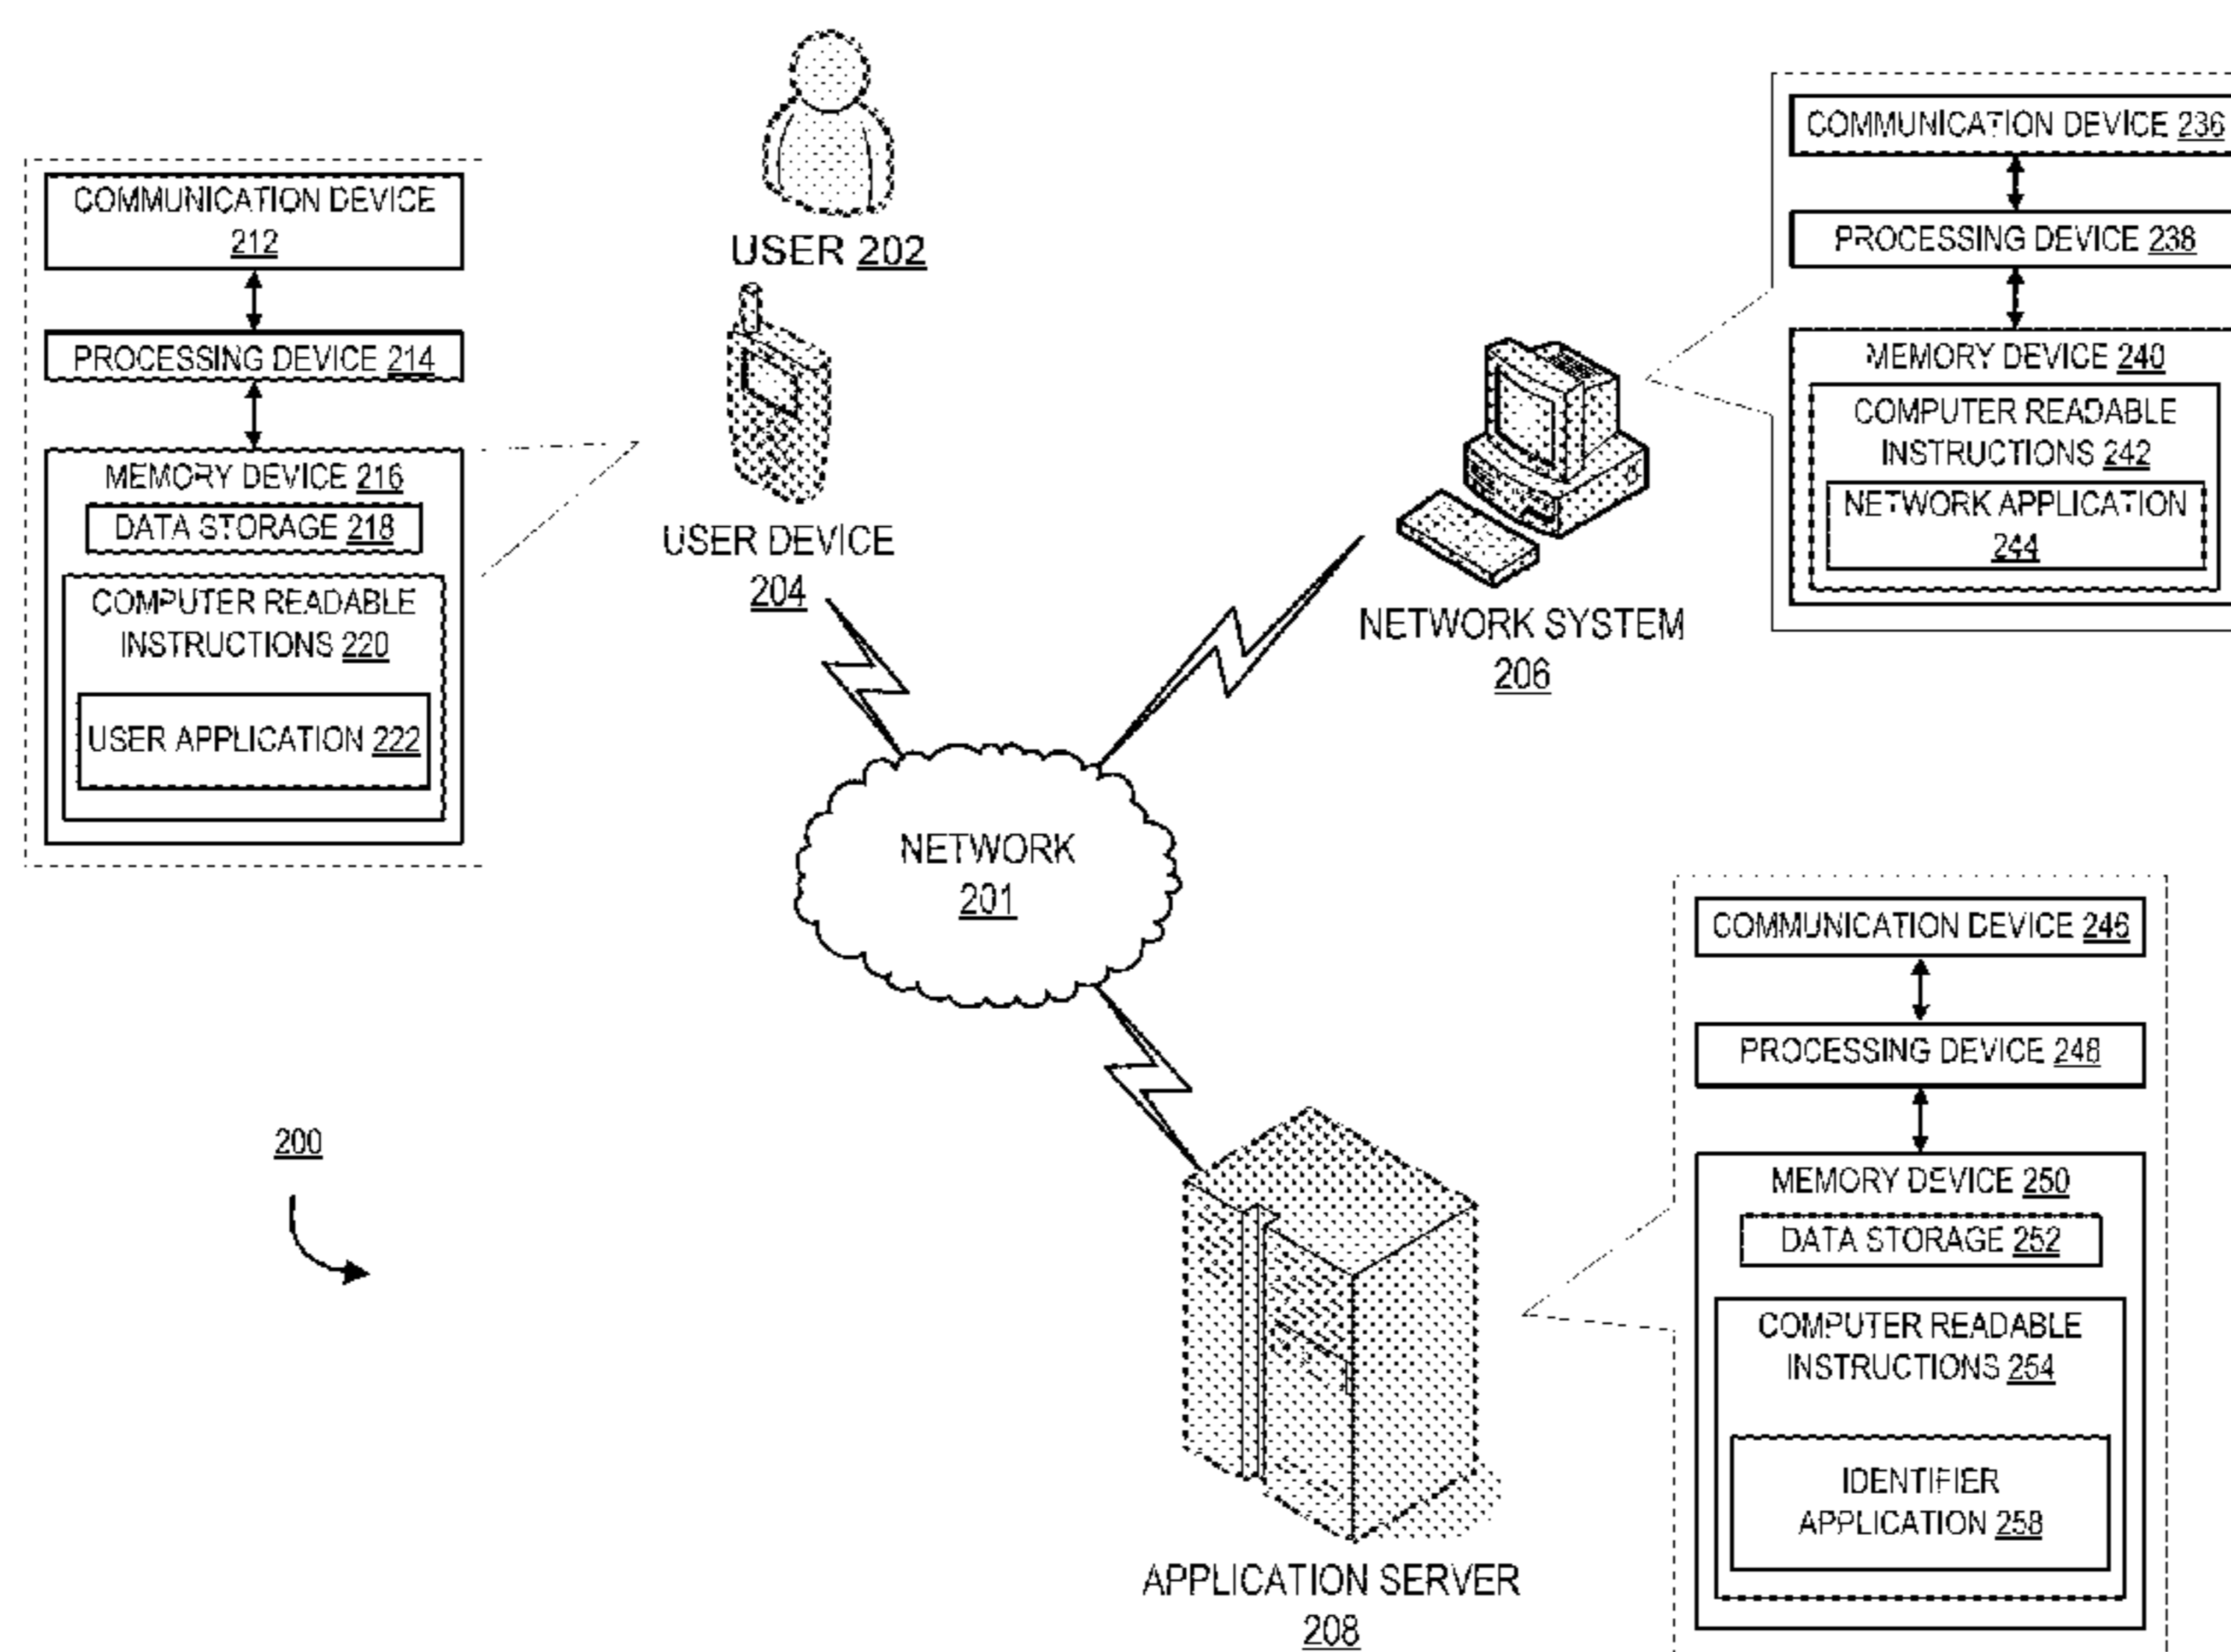 USER 202
COMMUNICATION DEVICE
212
PROCESSING DEVICE 214
MEMORY DEVICE 216
DATA STORAGE 218
COMPUTER READABLE
INSTRUCTIONS 220
USER APPLICATION 222
USER DEVICE
204
COMMUNICATION DEVICE 236
PROCESSING DEVICE 238
MEMORY DEVICE 240
COMPUTER READABLE
INSTRUCTIONS 242
NETWORK APPLICATION
244
NETWORK SYSTEM
206
NETWORK
201
COMMUNICATION DEVICE 246
PROCESSING DEVICE 248
MEMORY DEVICE 250
DATA STORAGE 252
COMPUTER READABLE
INSTRUCTIONS 254
IDENTIFIER
APPLICATION 258
200
APPLICATION SERVER
208